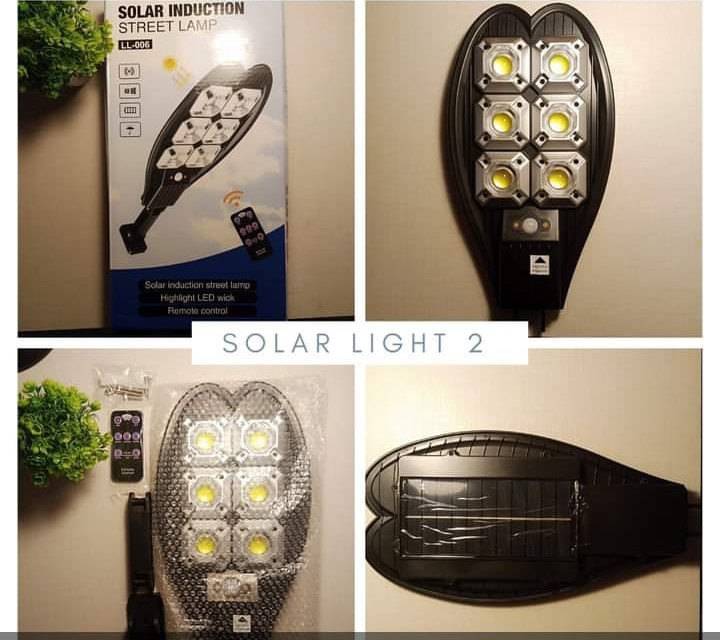 SOLAR INDUCTION
STREET LAMP
LL-006
Solar induction street lamp
Highlight LED wick
Remote control
SOLAR LIGHT 2